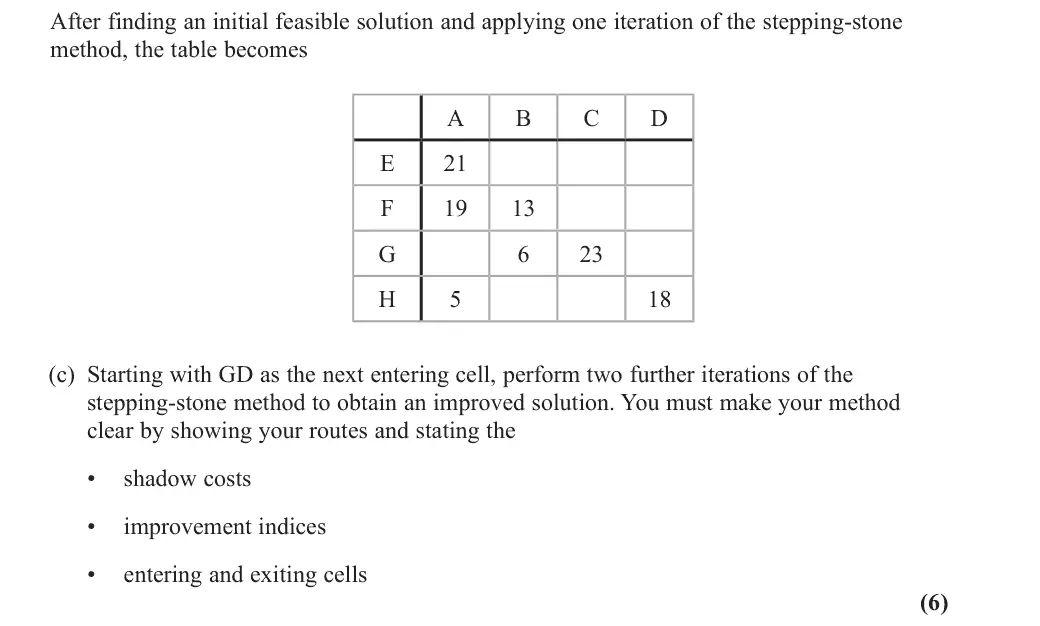 After finding an initial feasible solution and applying one iteration of the stepping-stone
method, the table becomes
A B C D
E 21
F 19 13
G 6 23
H 5 18
(c) Starting with GD as the next entering cell, perform two further iterations of the
stepping-stone method to obtain an improved solution. You must make your method
clear by showing your routes and stating the
• shadow costs
• improvement indices
• entering and exiting cells
(6)